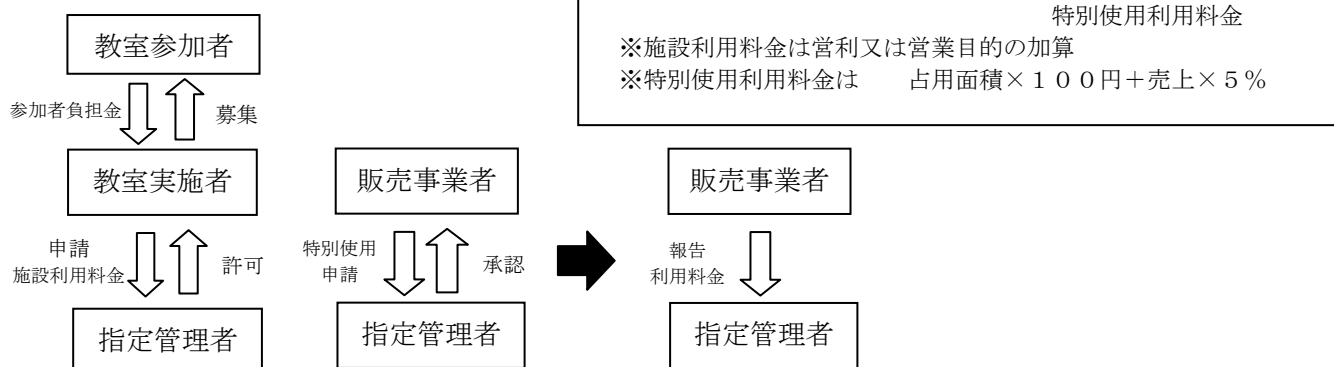 特別使用利用料金
※施設利用料金は営利又は営業目的の加算
※特別使用利用料金は　　占用面積×１００円＋売上×５％
教室参加者
参加者負担金
募集
教室実施者
申請
施設利用料金
許可
指定管理者
販売事業者
特別使用
申請
承認
指定管理者
販売事業者
報告
利用料金
指定管理者